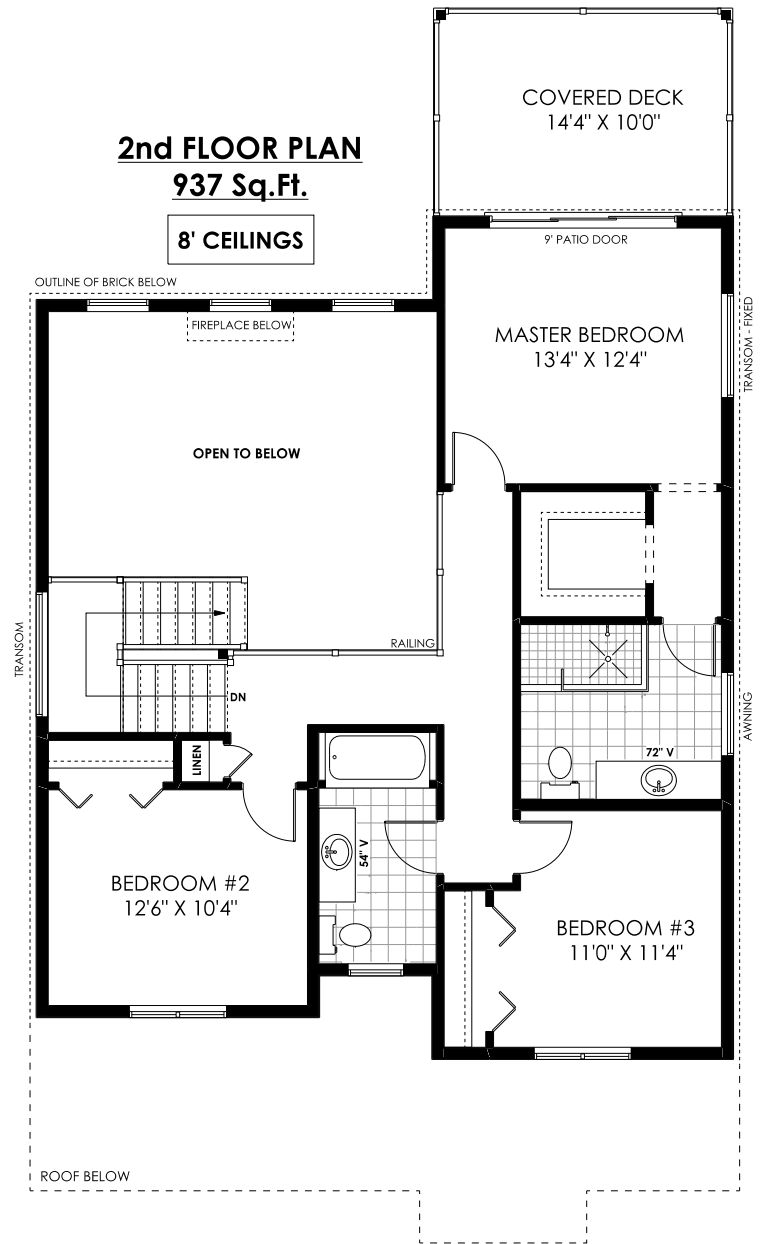 COVERED DECK
14'4" X 10'0"
2nd FLOOR PLAN
937 Sq.Ft.
8' CEILINGS
9' PATIO DOOR
OUTLINE OF BRICK BELOW
FIREPLACE BELOW
MASTER BEDROOM
13'4" X 12'4"
TRANSOM - FIXED
OPEN TO BELOW
RAILING
TRANSOM
DN
AWNING
LINEN
72" V
54" V
BEDROOM #2
12'6" X 10'4"
BEDROOM #3
11'0" X 11'4"
ROOF BELOW